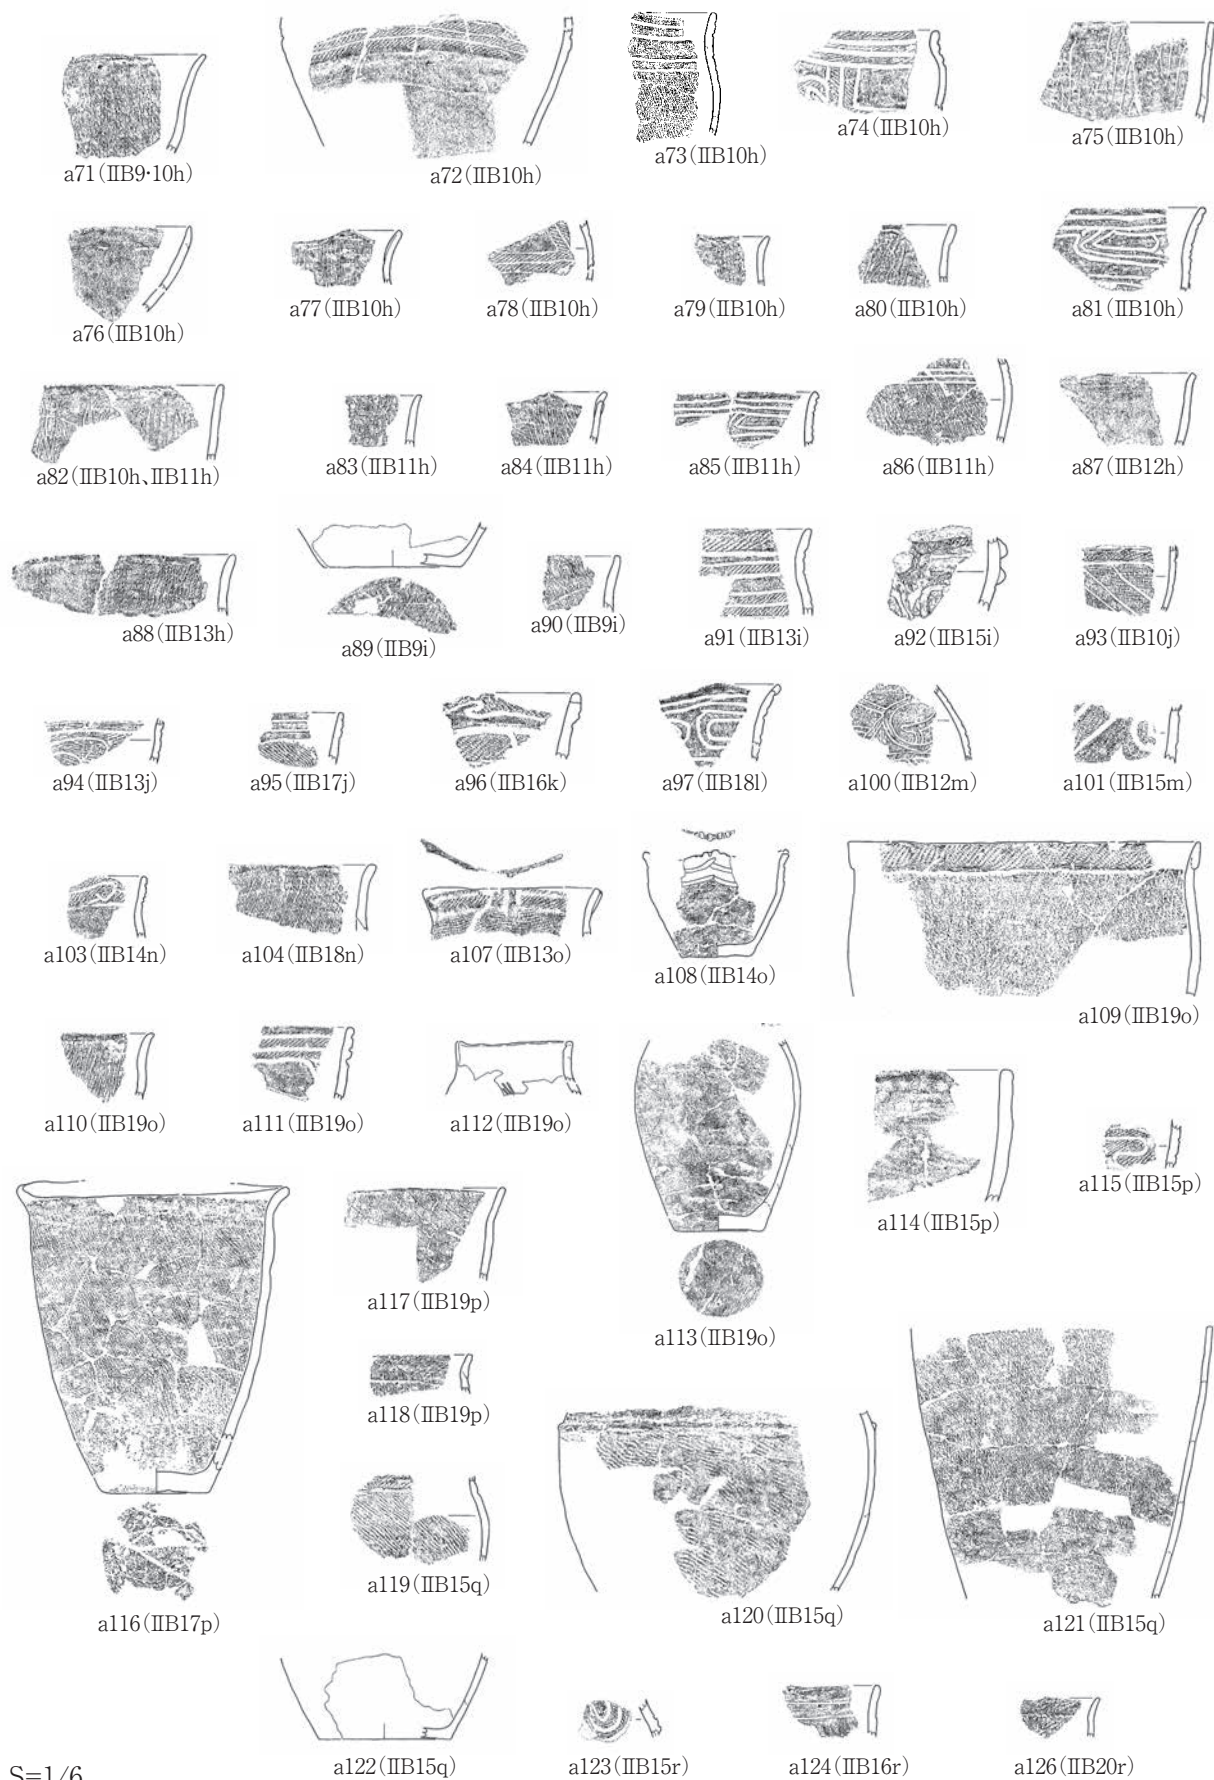 a71(ⅡB9・10h)
a72(ⅡB10h)
a73(ⅡB10h)
a74(ⅡB10h)
a75(ⅡB10h)
a76(ⅡB10h)
a77(ⅡB10h)
a78(ⅡB10h)
a79(ⅡB10h)
a80(ⅡB10h)
a81(ⅡB10h)
a82(ⅡB10h、ⅡB11h)
a83(ⅡB11h)
a84(ⅡB11h)
a85(ⅡB11h)
a86(ⅡB11h)
a87(ⅡB12h)
a88(ⅡB13h)
a89(ⅡB9i)
a90(ⅡB9i)
a91(ⅡB13i)
a92(ⅡB15i)
a93(ⅡB10j)
a94(ⅡB13j)
a95(ⅡB17j)
a96(ⅡB16k)
a97(ⅡB18l)
a100(ⅡB12m)
a101(ⅡB15m)
a103(ⅡB14n)
a104(ⅡB18n)
a107(ⅡB13o)
a108(ⅡB14o)
a109(ⅡB19o)
a110(ⅡB19o)
a111(ⅡB19o)
a112(ⅡB19o)
a113(ⅡB19o)
a114(ⅡB15p)
a115(ⅡB15p)
a116(ⅡB17p)
a117(ⅡB19p)
a118(ⅡB19p)
a119(ⅡB15q)
a120(ⅡB15q)
a121(ⅡB15q)
a122(ⅡB15q)
a123(ⅡB15r)
a124(ⅡB16r)
a126(ⅡB20r)
S=1/6